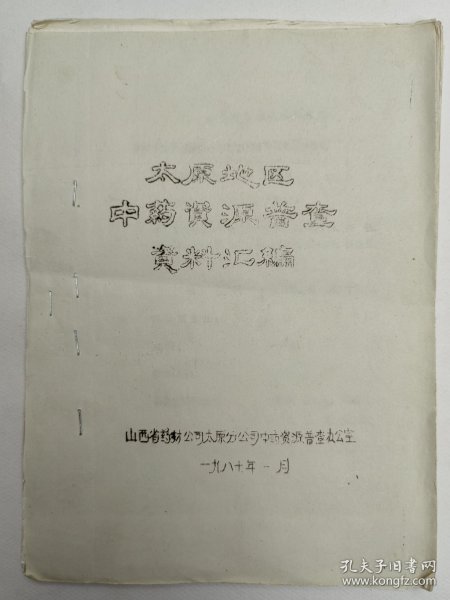 太原地区
中药资源普查
资料汇编
山西省药材公司太原分公司中药资源普查办公室
一九八十年一月
孔夫子旧书网
www.kongfz.com